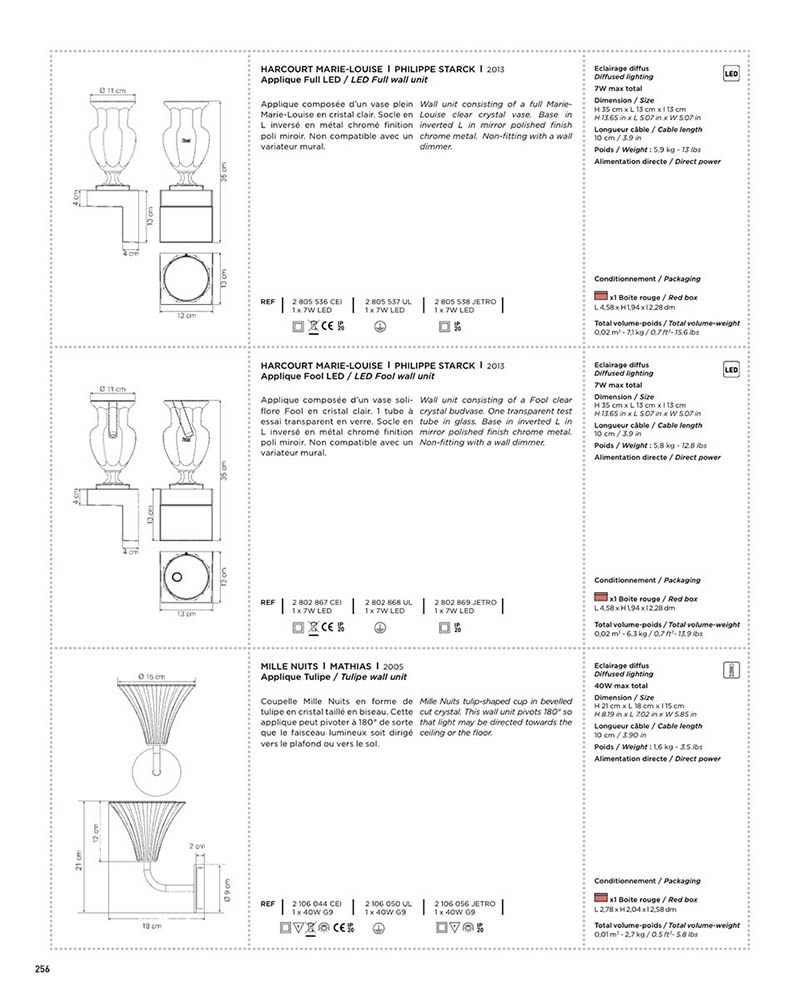 HARCOURT MARIE-LOUISE I PHILIPPE STARCK I 2013
Applique Full LED / LED Full wall unit
Applique composée d'un vase plein
Marie-Louise en cristal clair. Socle en
L inversé en métal chromé finition
poli miroir. Non compatible avec un
variateur mural.
Wall unit consisting of a full Marie-
Louise clear crystal vase. Base in
inverted L in mirror polished finish
chrome metal. Non-fitting with a wall
dimmer.
Ø 11 cm
35 cm
4 cm
13 cm
4 cm
13 cm
13 cm
REF
2 805 536 CEI
1 x 7W LED
2 805 537 UL
1 x 7W LED
2 805 538 JETRO
1 x 7W LED
CE IP 20
IP 20
Eclairage diffus
Diffused lighting
7W max total
Dimension / Size
H 35 cm x L 13 cm x l 13 cm
H 13.65 in x L 5.07 in x W 5.07 in
Longueur câble / Cable length
10 cm / 3.9 in
Poids / Weight : 5,9 kg - 13 lbs
Alimentation directe / Direct power
LED
Conditionnement / Packaging
x1 Boite rouge / Red box
L 4,58 x H 1,94 x l 2,28 dm
Total volume-poids / Total volume-weight
0,02 m³ - 7,1 kg / 0,7 ft³- 15.6 lbs
HARCOURT MARIE-LOUISE I PHILIPPE STARCK I 2013
Applique Fool LED / LED Fool wall unit
Applique composée d'un vase soli-
flore Fool en cristal clair. 1 tube à
essai transparent en verre. Socle en
L inversé en métal chromé finition
poli miroir. Non compatible avec un
variateur mural.
Wall unit consisting of a Fool clear
crystal budvase. One transparent test
tube in glass. Base in inverted L in
mirror polished finish chrome metal.
Non-fitting with a wall dimmer.
Ø 11 cm
35 cm
4 cm
13 cm
4 cm
13 cm
13 cm
REF
2 802 867 CEI
1 x 7W LED
2 802 868 UL
1 x 7W LED
2 802 869 JETRO
1 x 7W LED
CE IP 20
IP 20
Eclairage diffus
Diffused lighting
7W max total
Dimension / Size
H 35 cm x L 13 cm x l 13 cm
H 13.65 in x L 5.07 in x W 5.07 in
Longueur câble / Cable length
10 cm / 3.9 in
Poids / Weight : 5,8 kg - 12.8 lbs
Alimentation directe / Direct power
LED
Conditionnement / Packaging
x1 Boite rouge / Red box
L 4,58 x H 1,94 x l 2,28 dm
Total volume-poids / Total volume-weight
0,02 m³ - 6,3 kg / 0,7 ft³- 13.9 lbs
MILLE NUITS I MATHIAS I 2005
Applique Tulipe / Tulipe wall unit
Coupelle Mille Nuits en forme de
tulipe en cristal taillé en biseau. Cette
applique peut pivoter à 180° de sorte
que le faisceau lumineux soit dirigé
vers le plafond ou vers le sol.
Mille Nuits tulip-shaped cup in bevelled
cut crystal. This wall unit pivots 180° so
that light may be directed towards the
ceiling or the floor.
Ø 15 cm
21 cm
12 cm
2 cm
Ø 9 cm
18 cm
REF
2 106 044 CEI
1 x 40W G9
2 106 050 UL
1 x 40W G9
2 106 056 JETRO
1 x 40W G9
CE IP 20
IP 20
Eclairage diffus
Diffused lighting
40W max total
Dimension / Size
H 21 cm x L 18 cm x l 15 cm
H 8.19 in x L 7.02 in x W 5.85 in
Longueur câble / Cable length
10 cm / 3.90 in
Poids / Weight : 1,6 kg - 3.5 lbs
Alimentation directe / Direct power
Conditionnement / Packaging
x1 Boite rouge / Red box
L 2,78 x H 2,04 x l 2,58 dm
Total volume-poids / Total volume-weight
0,01 m³ - 2,7 kg / 0.5 ft³- 5.8 lbs
256